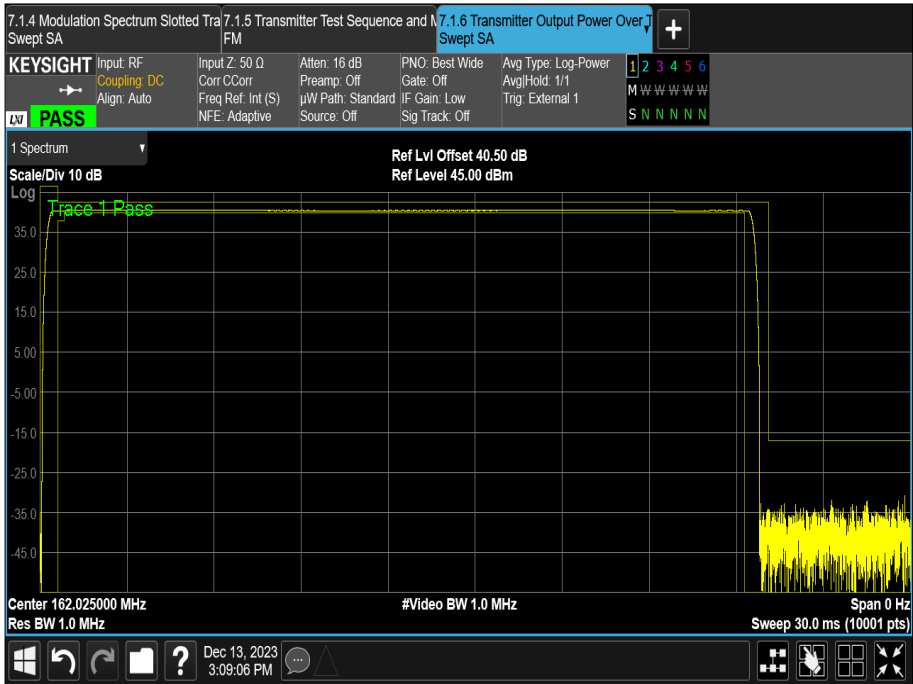 7.1.4 Modulation Spectrum Slotted Tra
Swept SA
7.1.5 Transmitter Test Sequence and M
FM
7.1.6 Transmitter Output Power Over T
Swept SA
+
KEYSIGHT
LXI
PASS
Input: RF
Coupling: DC
Align: Auto
Input Z: 50 Ω
Corr CCorr
Freq Ref: Int (S)
NFE: Adaptive
Atten: 16 dB
Preamp: Off
µW Path: Standard
Source: Off
PNO: Best Wide
Gate: Off
IF Gain: Low
Sig Track: Off
Avg Type: Log-Power
Avg|Hold: 1/1
Trig: External 1
1 2 3 4 5 6
M W W W W W
S N N N N N
1 Spectrum
Scale/Div 10 dB
Ref Lvl Offset 40.50 dB
Ref Level 45.00 dBm
Log
Trace 1 Pass
35.0
25.0
15.0
5.00
-5.00
-15.0
-25.0
-35.0
-45.0
Center 162.025000 MHz
Res BW 1.0 MHz
#Video BW 1.0 MHz
Span 0 Hz
Sweep 30.0 ms (10001 pts)
?
Dec 13, 2023
3:09:06 PM